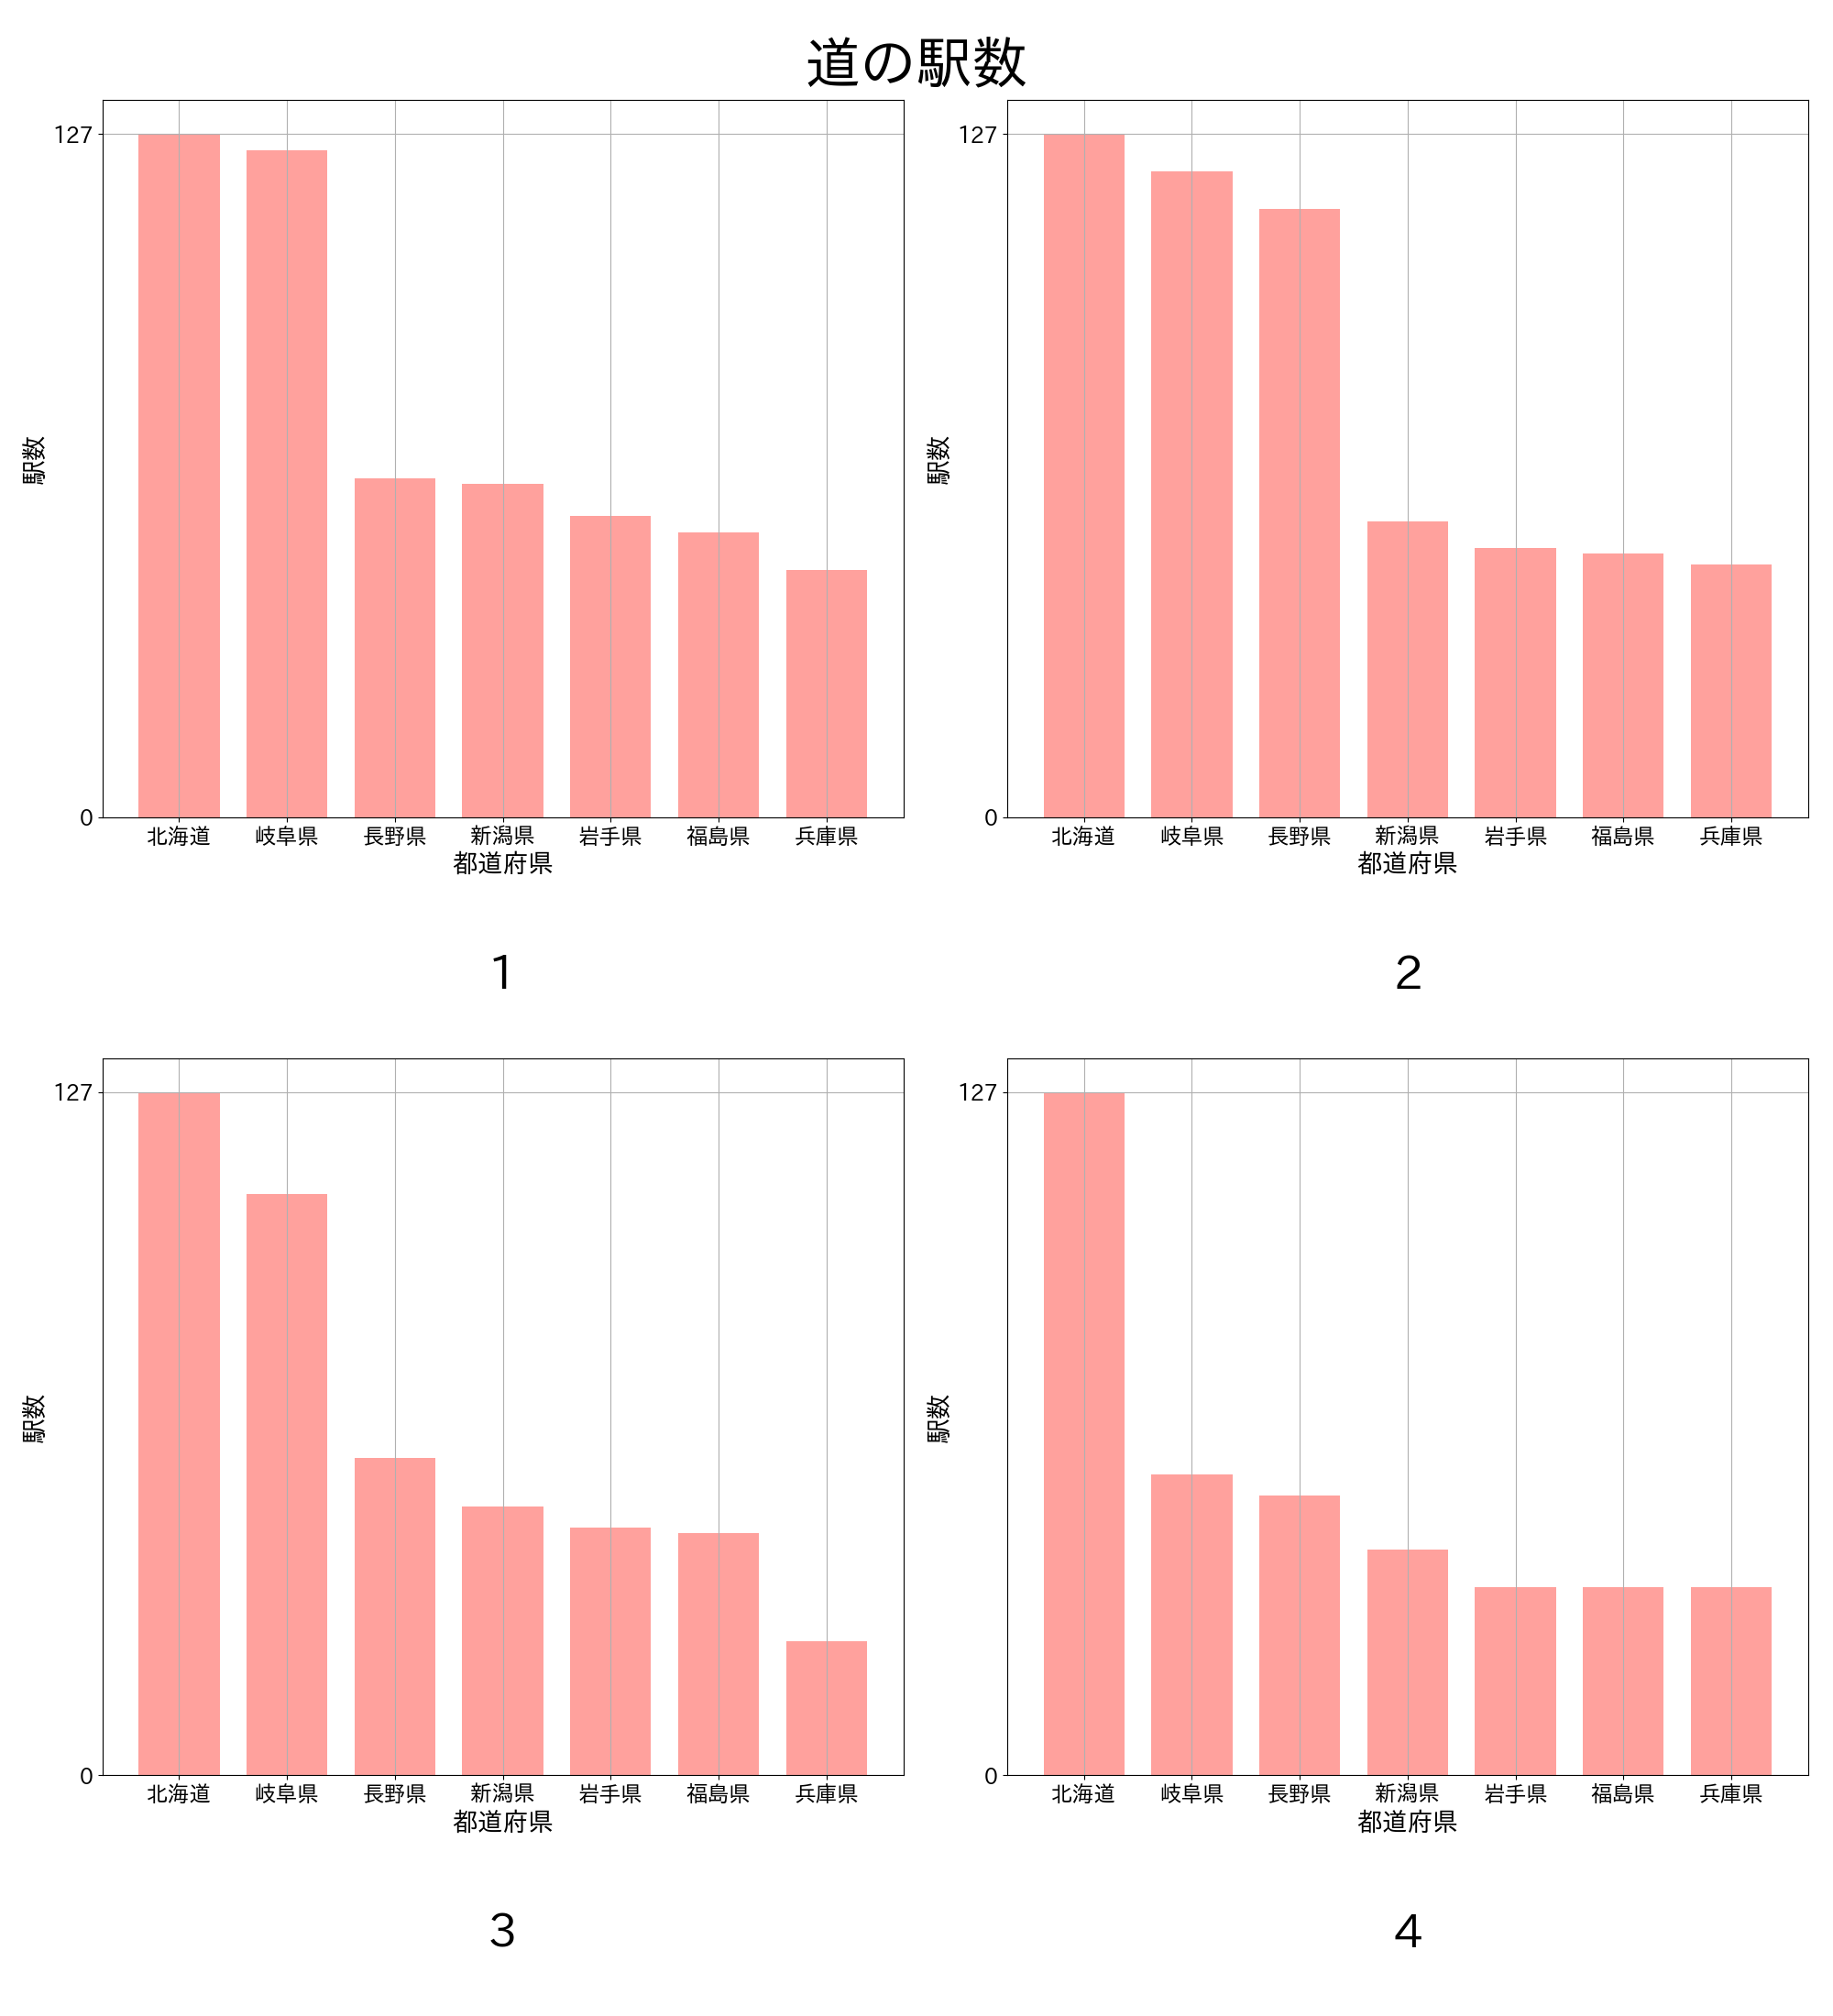 道の駅数
127
0
駅数
北海道 岐阜県 長野県 新潟県 岩手県 福島県 兵庫県
都道府県
1
127
0
駅数
北海道 岐阜県 長野県 新潟県 岩手県 福島県 兵庫県
都道府県
2
127
0
駅数
北海道 岐阜県 長野県 新潟県 岩手県 福島県 兵庫県
都道府県
3
127
0
駅数
北海道 岐阜県 長野県 新潟県 岩手県 福島県 兵庫県
都道府県
4